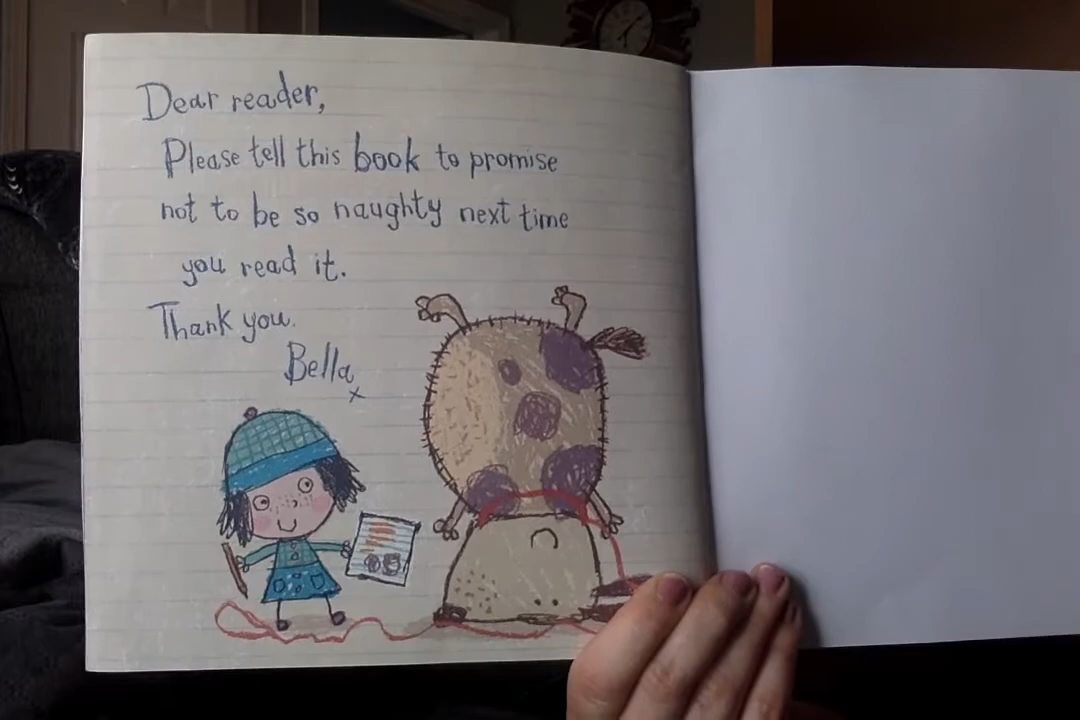 Dear reader,
Please tell this book to promise
not to be so naughty next time
you read it.
Thank you.
Bella
x